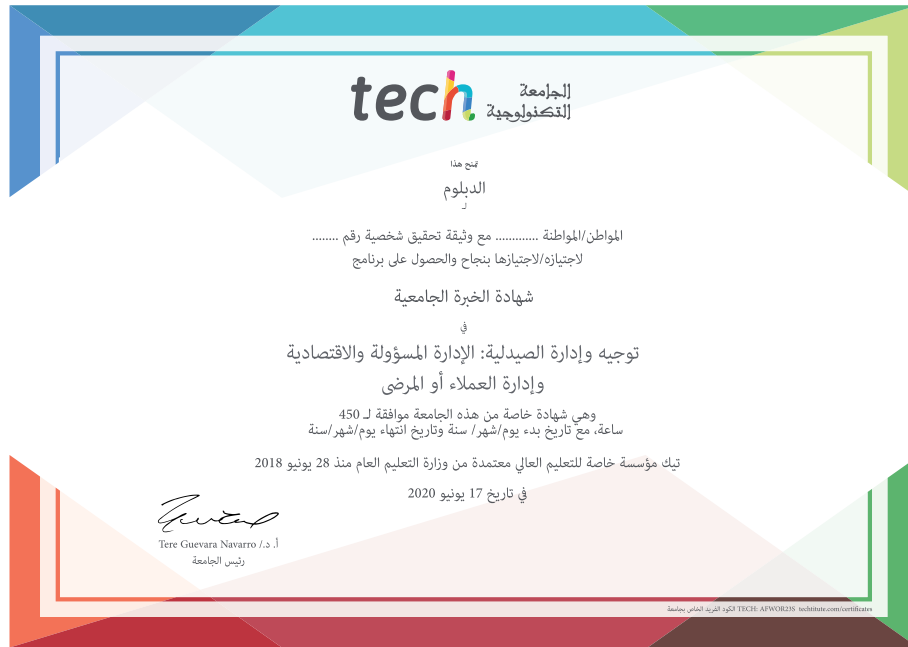 tech الجامعة
التكنولوجية
تمنح هذا
الدبلوم
لـ
المواطن/المواطنة ............. مع وثيقة تحقيق شخصية رقم ........
لاجتيازه/لاجتيازها بنجاح والحصول على برنامج
شهادة الخبرة الجامعية
في
توجيه وإدارة الصيدلية: الإدارة المسؤولة والاقتصادية
وإدارة العملاء أو المرضى
وهي شهادة خاصة من هذه الجامعة موافقة لـ 450
ساعة، مع تاريخ بدء يوم/شهر/ سنة وتاريخ انتهاء يوم/شهر/سنة
تيك مؤسسة خاصة للتعليم العالي معتمدة من وزارة التعليم العام منذ 28 يونيو 2018
في تاريخ 17 يونيو 2020
أ. د./ Tere Guevara Navarro
رئيس الجامعة
الكود الفريد الخاص بجامعة TECH: AFWOR23S techtitute.com/certificates